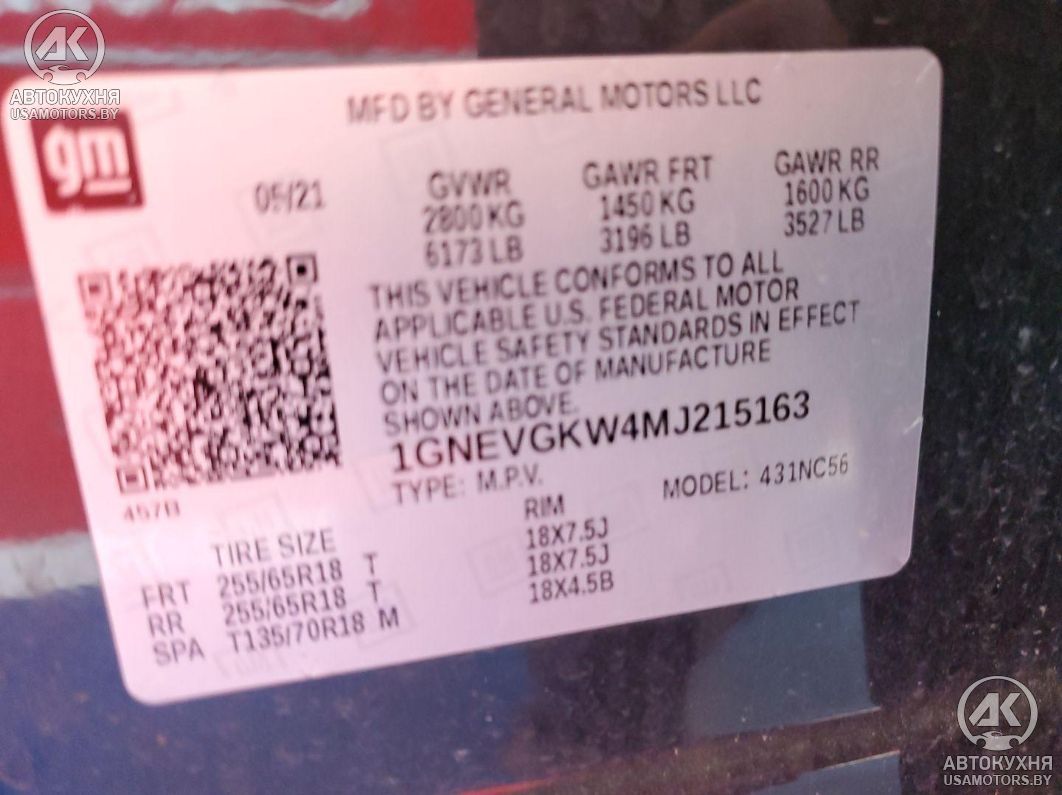 AK
АВТОКУХНЯ
USAMOTORS.BY
MFD BY GENERAL MOTORS LLC
gm
05/21
GVWR GAWR FRT GAWR RR
2800 KG 1450 KG 1600 KG
6173 LB 3196 LB 3527 LB
THIS VEHICLE CONFORMS TO ALL
APPLICABLE U.S. FEDERAL MOTOR
VEHICLE SAFETY STANDARDS IN EFFECT
ON THE DATE OF MANUFACTURE
SHOWN ABOVE.
1GNEVGKW4MJ215163
457B
TYPE: M.P.V. MODEL: 431NC56
TIRE SIZE RIM
FRT 255/65R18 T 18X7.5J
RR 255/65R18 T 18X7.5J
SPA T135/70R18 M 18X4.5B
AK
АВТОКУХНЯ
USAMOTORS.BY